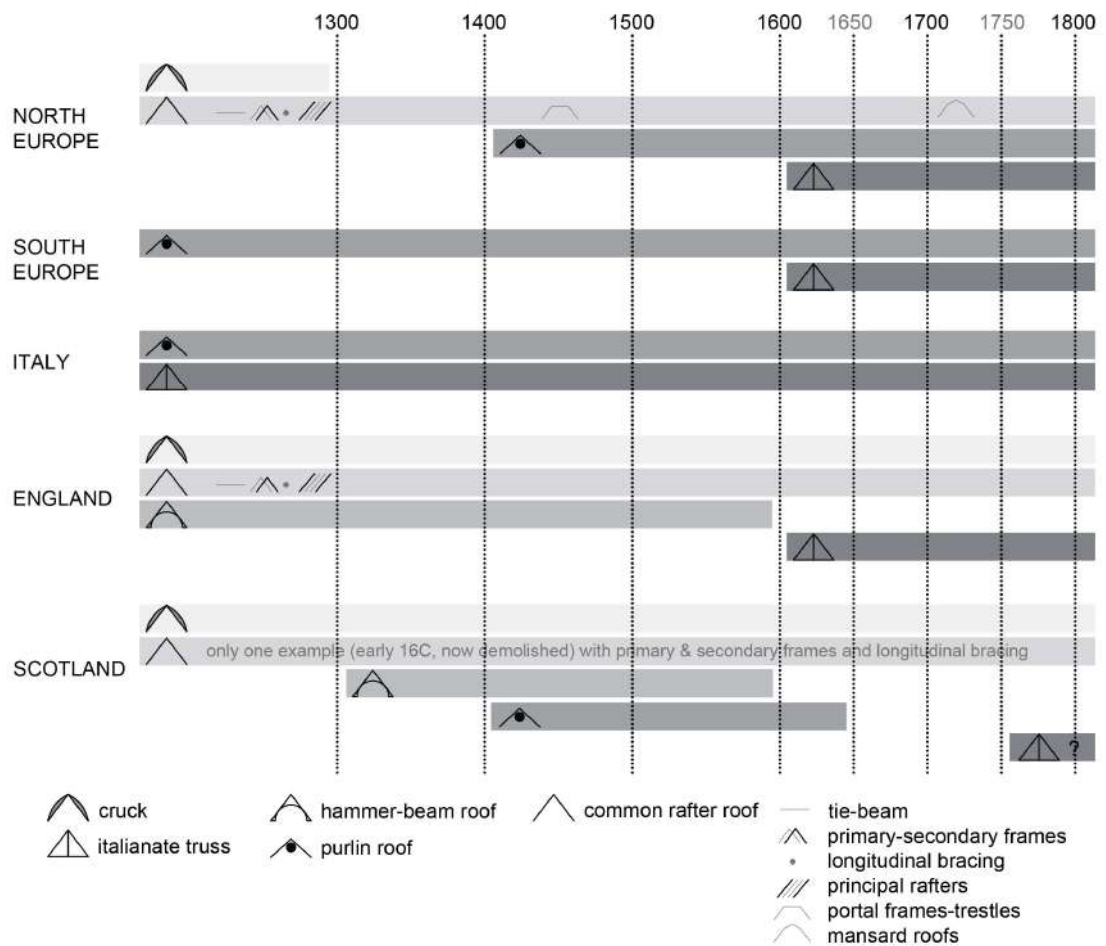 1300 1400 1500 1600 1650 1700 1750 1800
NORTH
EUROPE
SOUTH
EUROPE
ITALY
ENGLAND
only one example (early 16C, now demolished) with primary & secondary frames and longitudinal bracing
SCOTLAND
?
cruck
hammer-beam roof
common rafter roof
italianate truss
purlin roof
tie-beam
primary-secondary frames
longitudinal bracing
principal rafters
portal frames-trestles
mansard roofs